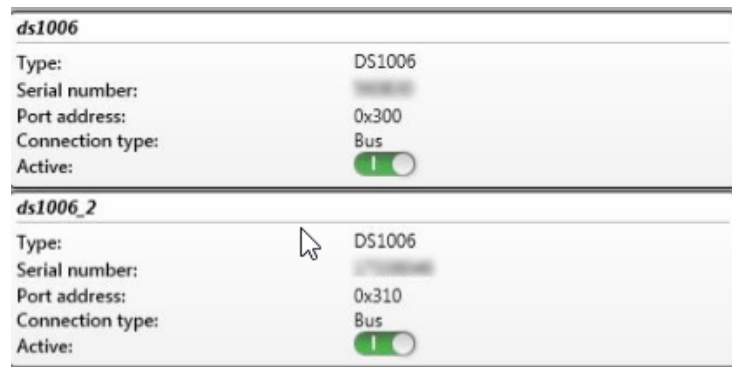 ds1006
Type: DS1006
Serial number:
Port address: 0x300
Connection type: Bus
Active:
ds1006_2
Type: DS1006
Serial number:
Port address: 0x310
Connection type: Bus
Active: